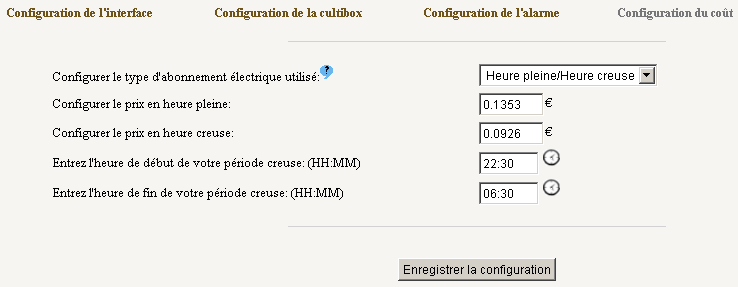 Configuration de l'interface Configuration de la cultibox Configuration de l'alarme Configuration du coût
Configurer le type d'abonnement électrique utilisé: ? Heure pleine/Heure creuse
Configurer le prix en heure pleine: 0.1353 €
Configurer le prix en heure creuse: 0.0926 €
Entrez l'heure de début de votre période creuse: (HH:MM) 22:30
Entrez l'heure de fin de votre période creuse: (HH:MM) 06:30
Enregistrer la configuration